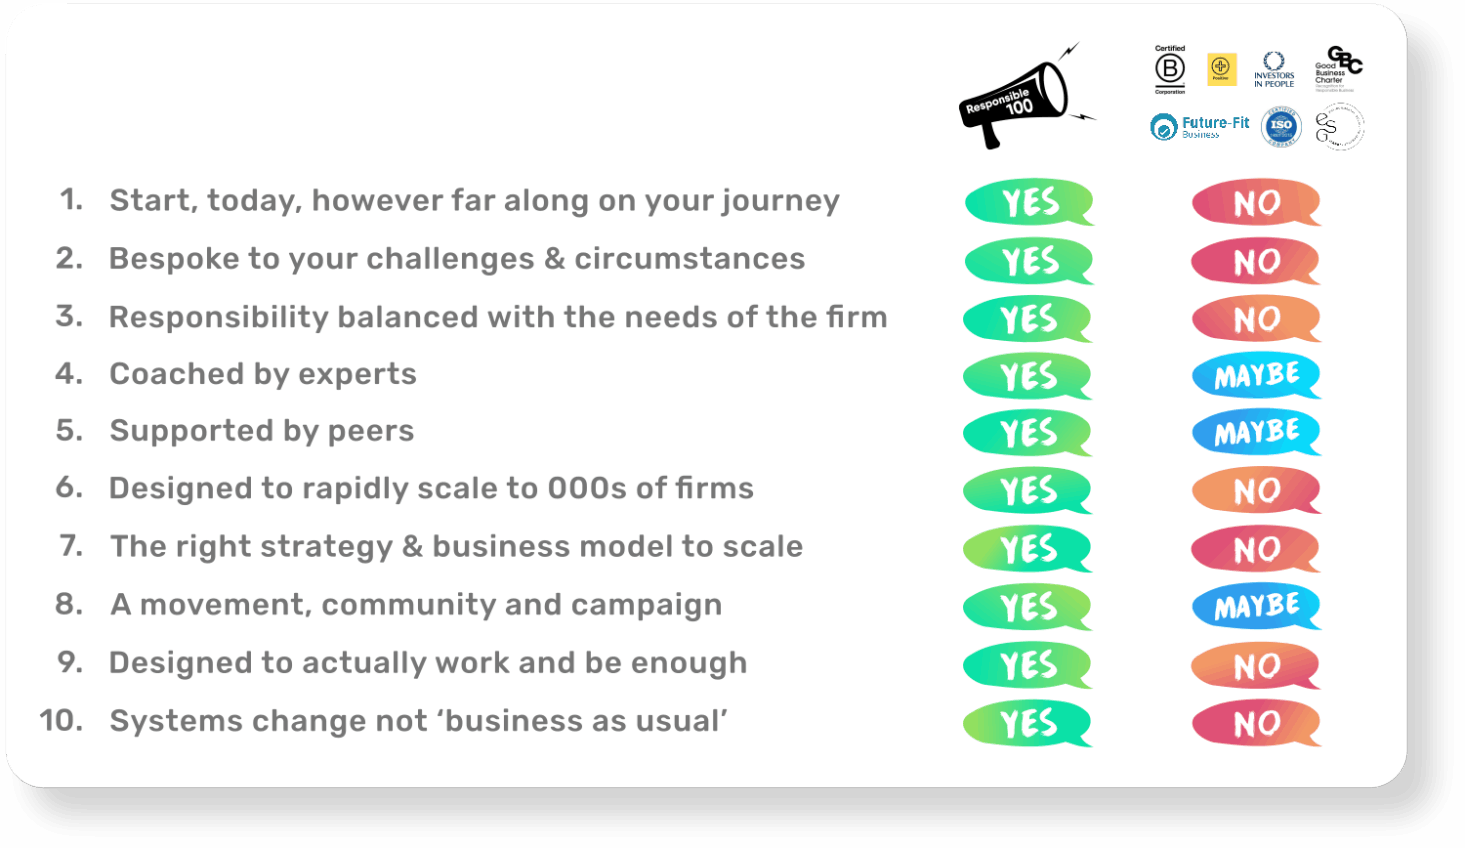 Responsible
100
Certified
B
Corporation
Positive
INVESTORS
IN PEOPLE
GBC
Good
Business
Charter
Future-Fit
Business
CERTIFIED
ISO
COMPANY
eSG
1. Start, today, however far along on your journey YES NO
2. Bespoke to your challenges & circumstances YES NO
3. Responsibility balanced with the needs of the firm YES NO
4. Coached by experts YES MAYBE
5. Supported by peers YES MAYBE
6. Designed to rapidly scale to 000s of firms YES NO
7. The right strategy & business model to scale YES NO
8. A movement, community and campaign YES MAYBE
9. Designed to actually work and be enough YES NO
10. Systems change not ‘business as usual’ YES NO